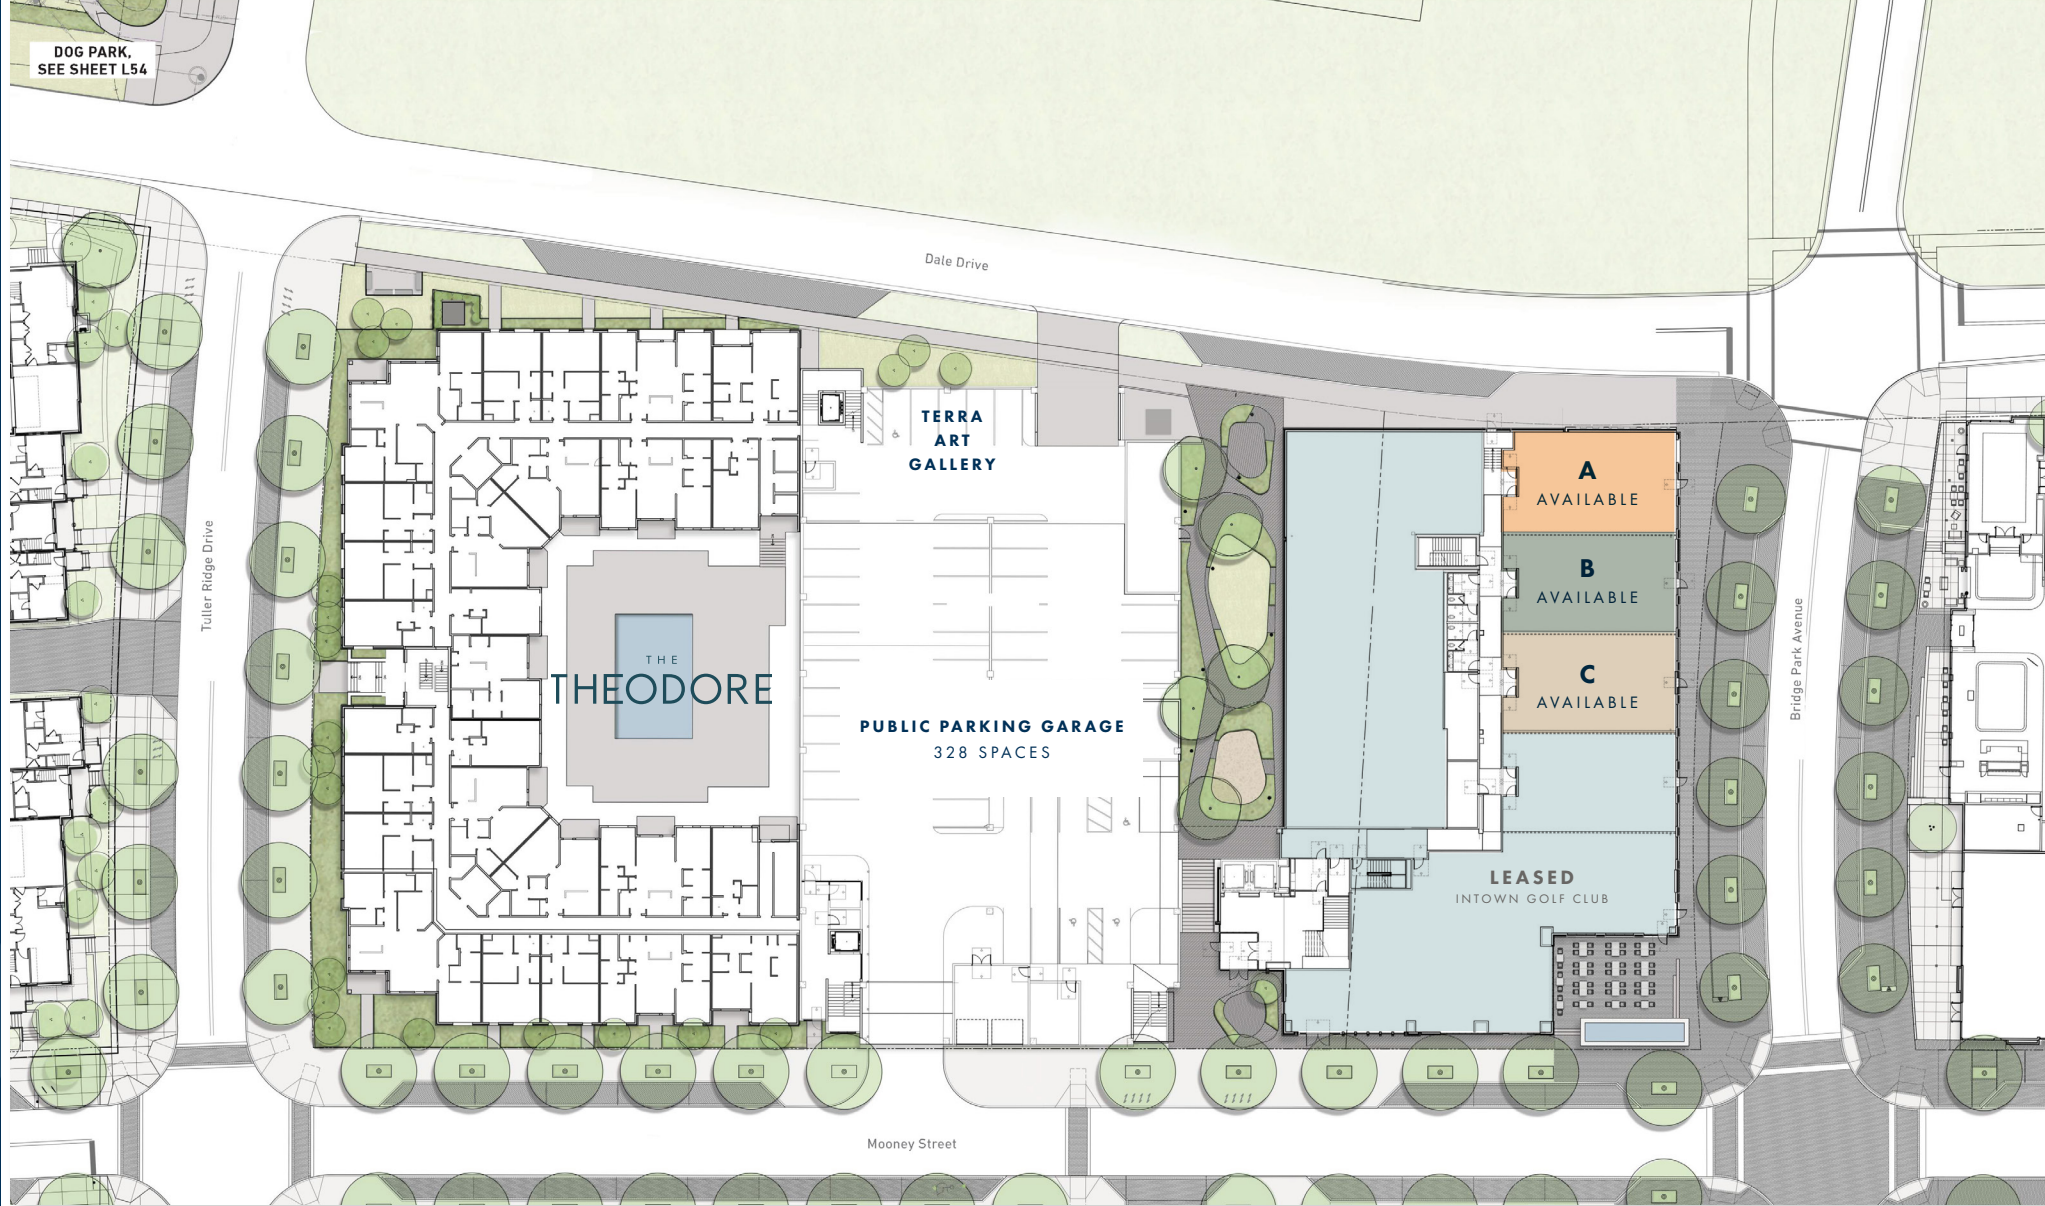 DOG PARK,
SEE SHEET L54
Dale Drive
TERRA
ART
GALLERY
A
AVAILABLE
B
AVAILABLE
Tuller Ridge Drive
Bridge Park Avenue
THE
THEODORE
C
AVAILABLE
PUBLIC PARKING GARAGE
328 SPACES
LEASED
INTOWN GOLF CLUB
Mooney Street